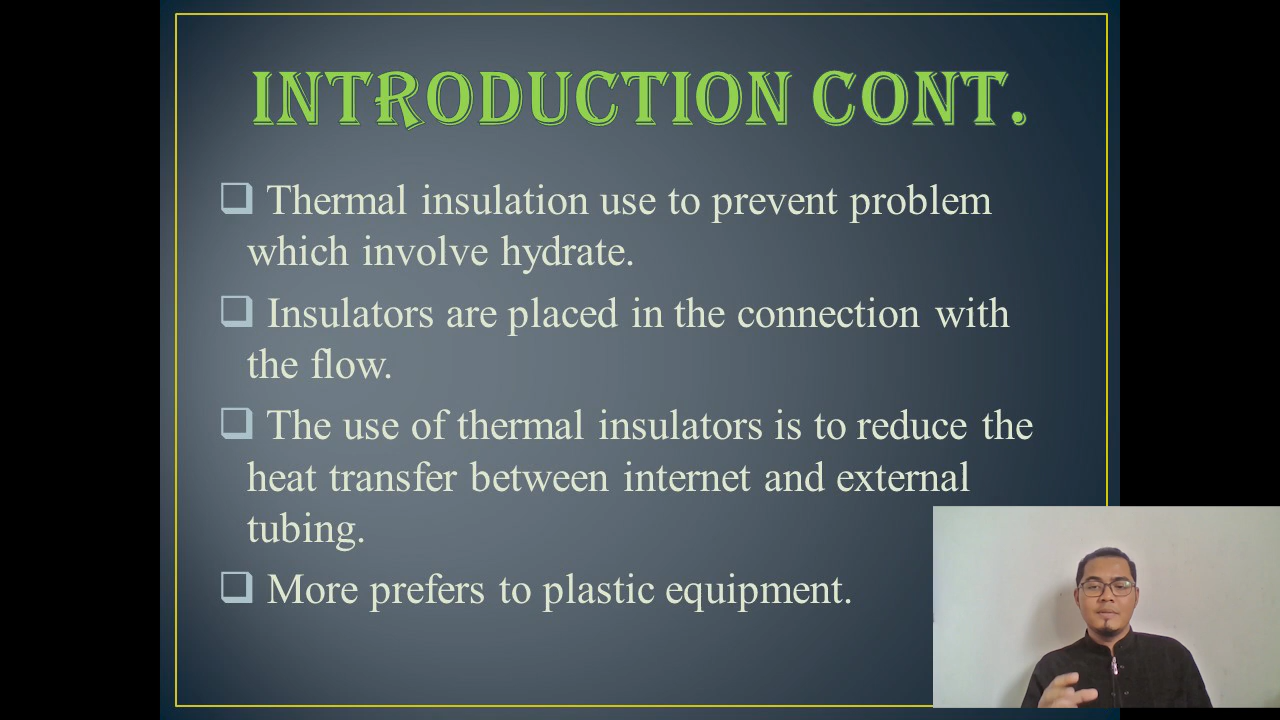 INTRODUCTION CONT.
Thermal insulation use to prevent problem
which involve hydrate.
Insulators are placed in the connection with
the flow.
The use of thermal insulators is to reduce the
heat transfer between internet and external
tubing.
More prefers to plastic equipment.